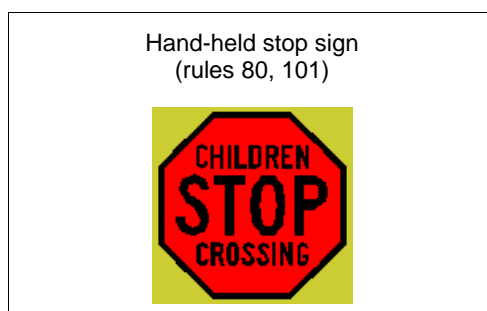 Hand-held stop sign
(rules 80, 101)
CHILDREN
STOP
CROSSING